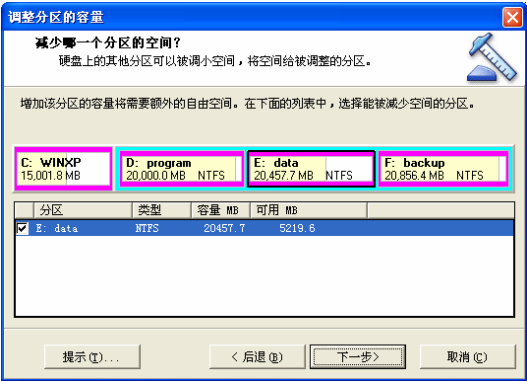 调整分区的容量
减少哪一个分区的空间？
硬盘上的其他分区可以被调小空间，将空间给被调整的分区。
增加该分区的容量将需要额外的自由空间。在下面的列表中，选择能被减少空间的分区。
C: WINXP
15,001.8 MB
D: program
20,000.0 MB NTFS
E: data
20,457.7 MB NTFS
F: backup
20,856.4 MB NTFS
分区 类型 容量 MB 可用 MB
E: data NTFS 20457.7 5219.6
提示(T)... < 后退(B) 下一步> 取消(C)